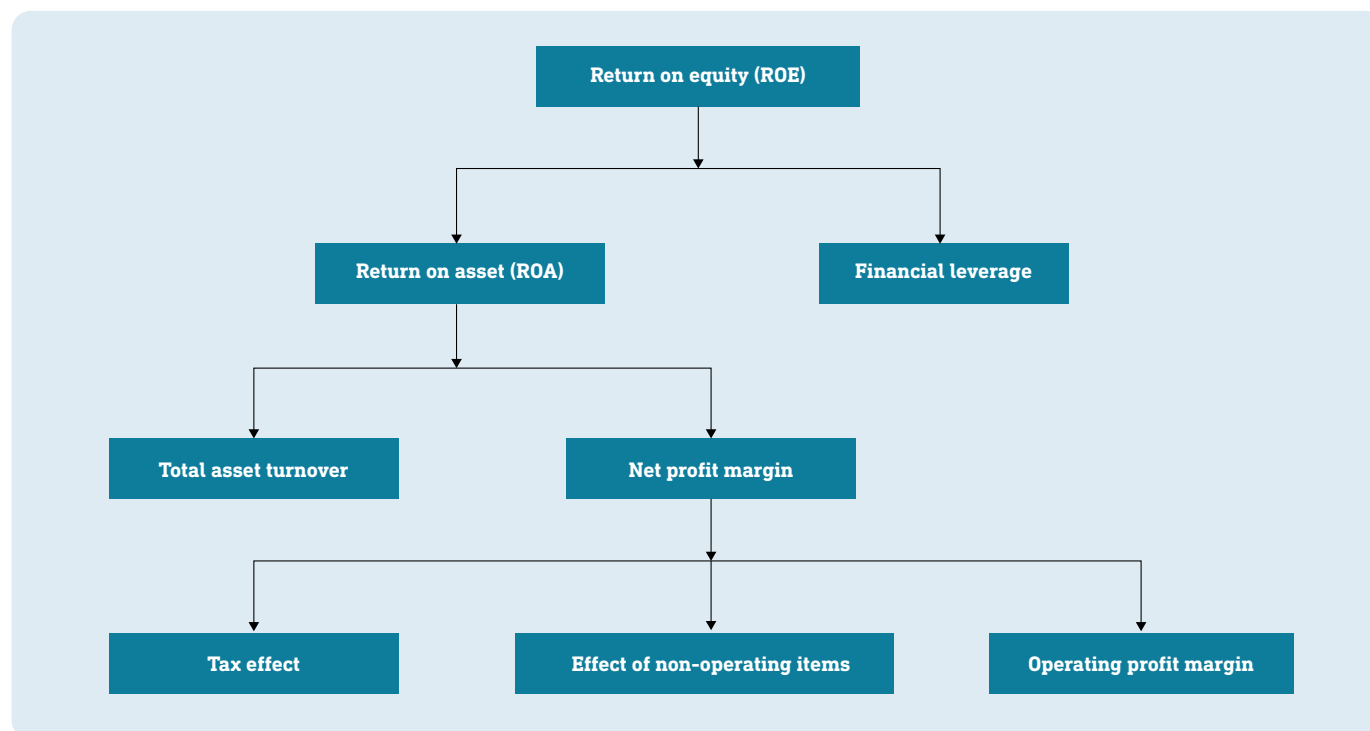 Return on equity (ROE)
Return on asset (ROA)
Financial leverage
Total asset turnover
Net profit margin
Tax effect
Effect of non-operating items
Operating profit margin